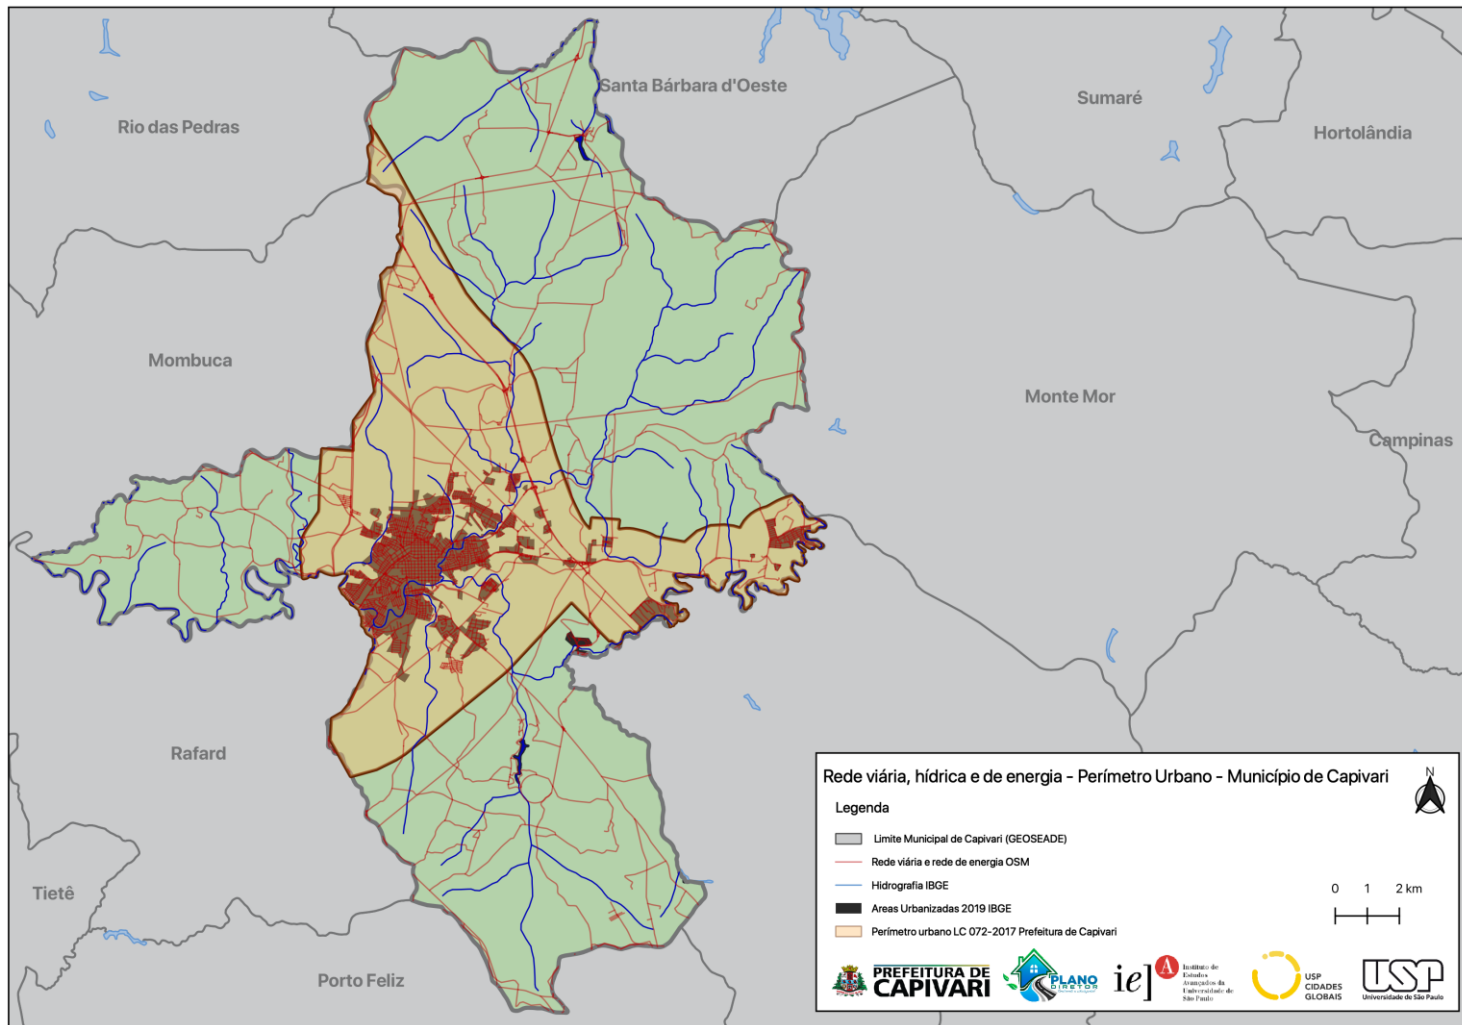 Santa Bárbara d'Oeste
Sumaré
Rio das Pedras
Hortolândia
Mombuca
Monte Mor
Campinas
Rafard
Tietê
Porto Feliz
Rede viária, hídrica e de energia - Perímetro Urbano - Município de Capivari
N
Legenda
Limite Municipal de Capivari (GEOSEADE)
Rede viária e rede de energia OSM
Hidrografia IBGE
Areas Urbanizadas 2019 IBGE
Perímetro urbano LC 072-2017 Prefeitura de Capivari
0 1 2 km
PREFEITURA DE
CAPIVARI
PLANO
DIRETOR
iea
Instituto de
Estudos
Avançados da
Universidade de
São Paulo
USP
CIDADES
GLOBAIS
USP
Universidade de São Paulo